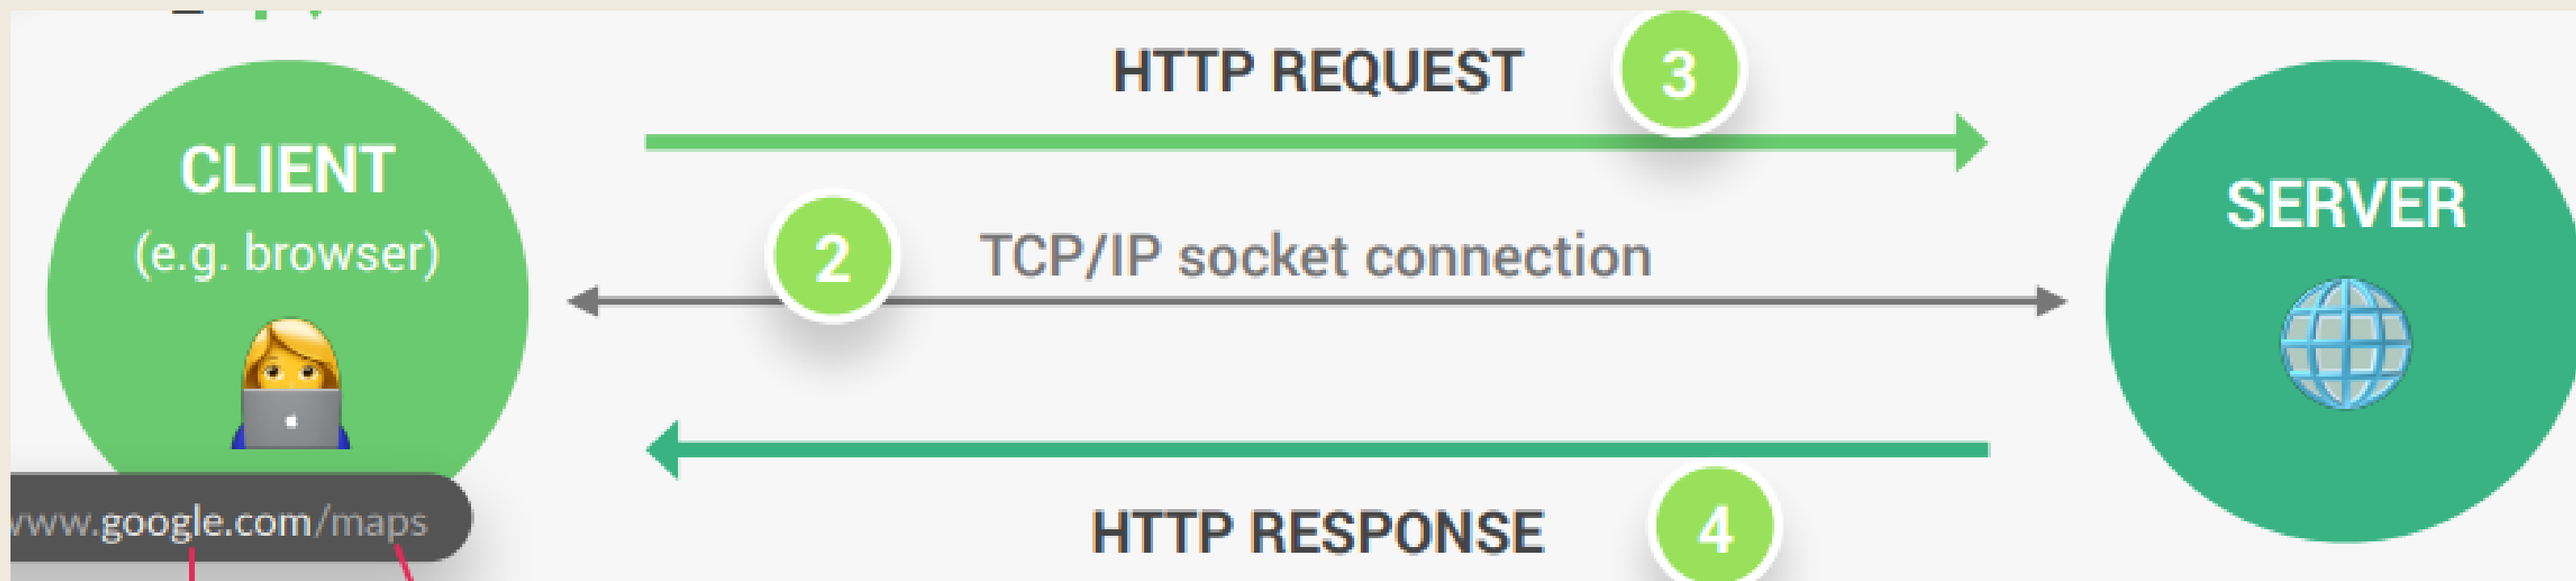 HTTP REQUEST
3
CLIENT
(e.g. browser)
SERVER
2
TCP/IP socket connection
www.google.com/maps
HTTP RESPONSE
4